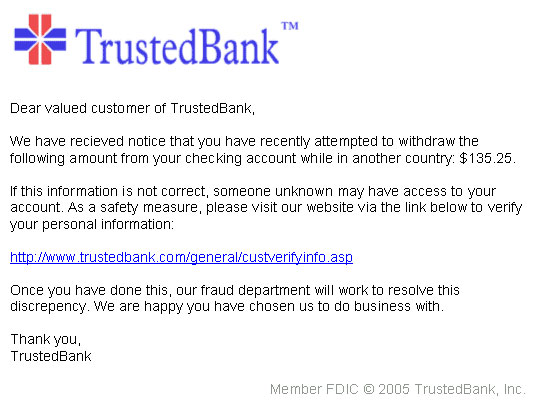 TrustedBank™
Dear valued customer of TrustedBank,
We have recieved notice that you have recently attempted to withdraw the
following amount from your checking account while in another country: $135.25.
If this information is not correct, someone unknown may have access to your
account. As a safety measure, please visit our website via the link below to verify
your personal information:
http://www.trustedbank.com/general/custverifyinfo.asp
Once you have done this, our fraud department will work to resolve this
discrepency. We are happy you have chosen us to do business with.
Thank you,
TrustedBank
Member FDIC © 2005 TrustedBank, Inc.